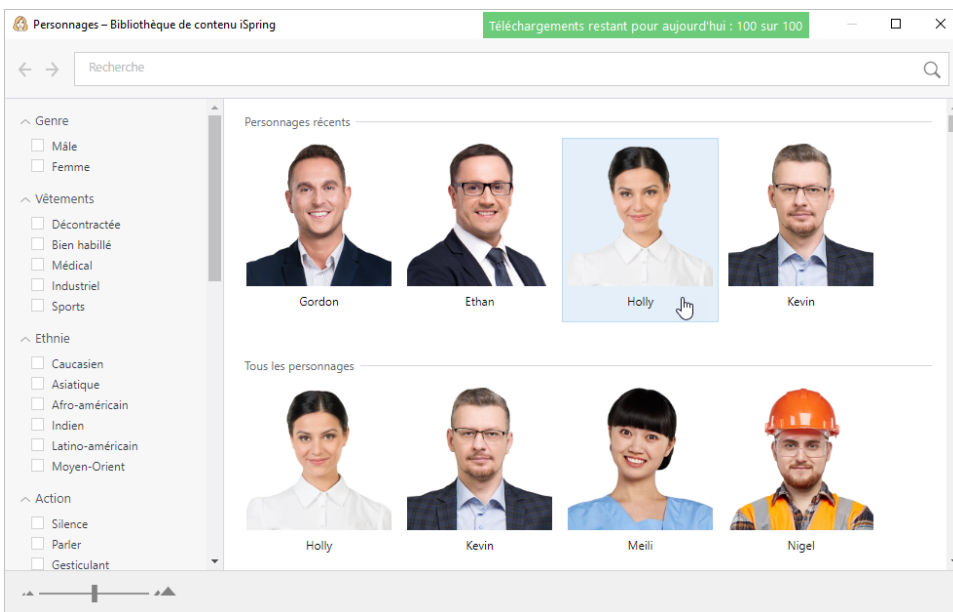 Personnages – Bibliothèque de contenu iSpring
Téléchargements restant pour aujourd'hui : 100 sur 100
Recherche
Genre
Mâle
Femme
Vêtements
Décontractée
Bien habillé
Médical
Industriel
Sports
Ethnie
Caucasien
Asiatique
Afro-américain
Indien
Latino-américain
Moyen-Orient
Action
Silence
Parler
Gesticulant
Personnages récents
Gordon
Ethan
Holly
Kevin
Tous les personnages
Holly
Kevin
Meili
Nigel